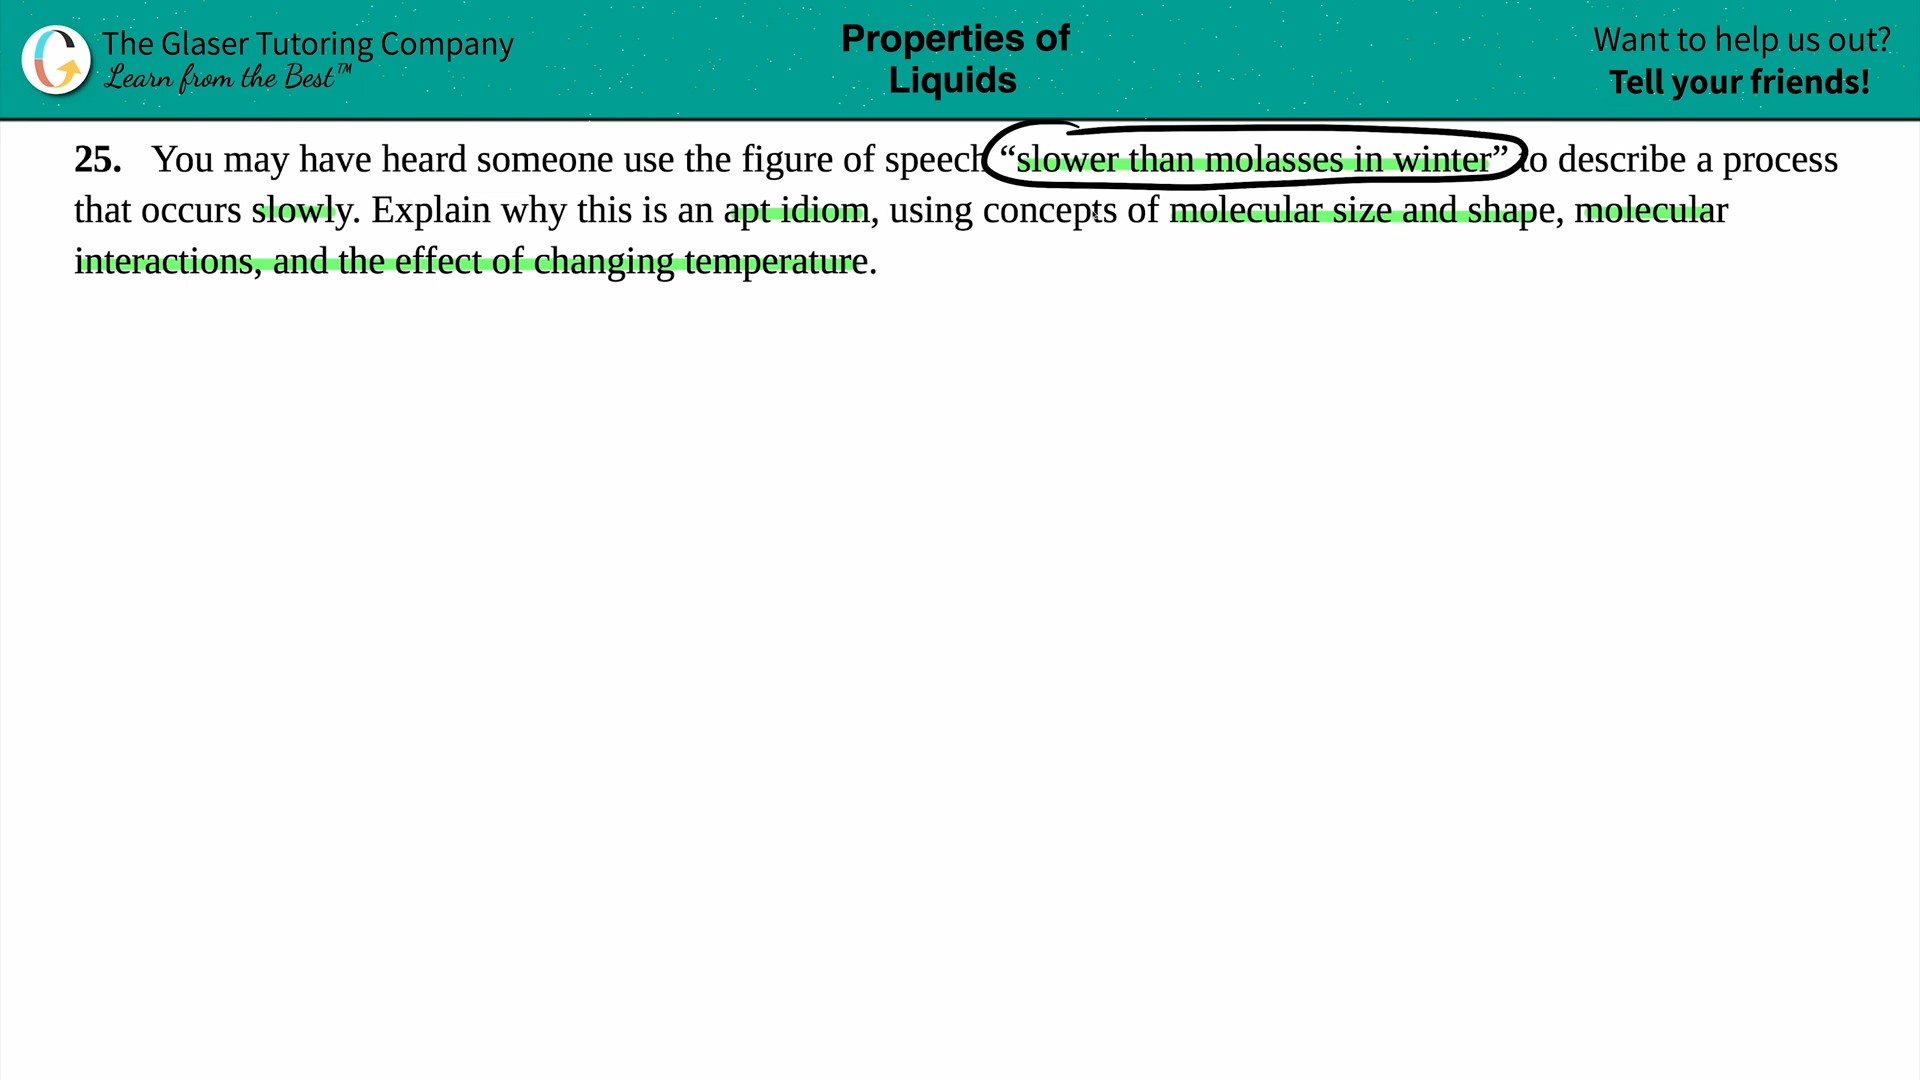 The Glaser Tutoring Company
Learn from the Best™
Properties of
Liquids
Want to help us out?
Tell your friends!
25. You may have heard someone use the figure of speech “slower than molasses in winter” to describe a process
that occurs slowly. Explain why this is an apt idiom, using concepts of molecular size and shape, molecular
interactions, and the effect of changing temperature.